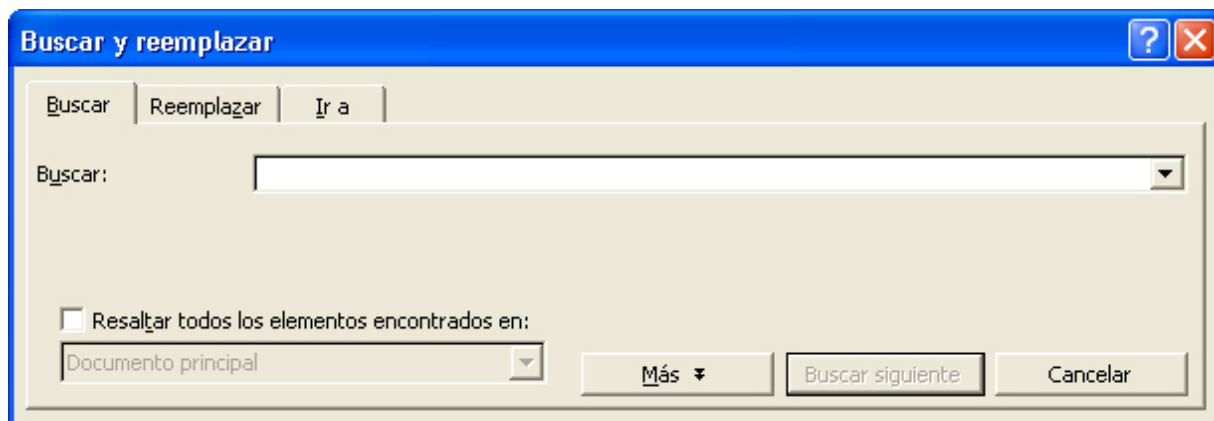 Buscar y reemplazar
Buscar Reemplazar Ir a
Buscar:
Resaltar todos los elementos encontrados en:
Documento principal
Más Buscar siguiente Cancelar